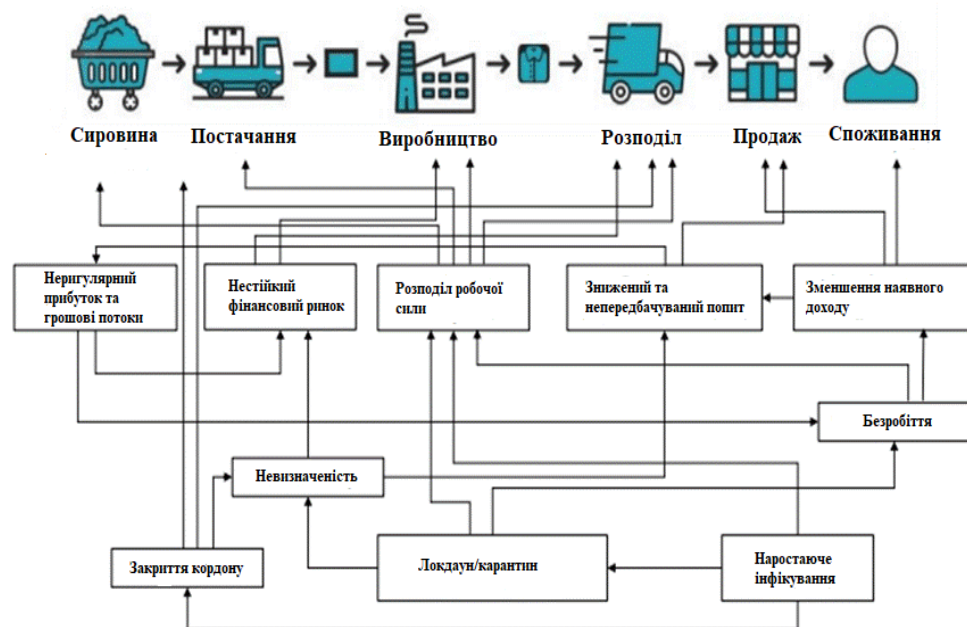 Сировина
Постачання
Виробництво
Розподіл
Продаж
Споживання
Неригулярний
прибуток та
грошові потоки
Нестійкий
фінансовий ринок
Розподіл робочої
сили
Знижений та
непередбачуваний попит
Зменшення наявного
доходу
Безробіття
Невизначеність
Закриття кордону
Локдаун/карантин
Наростаюче
інфікування